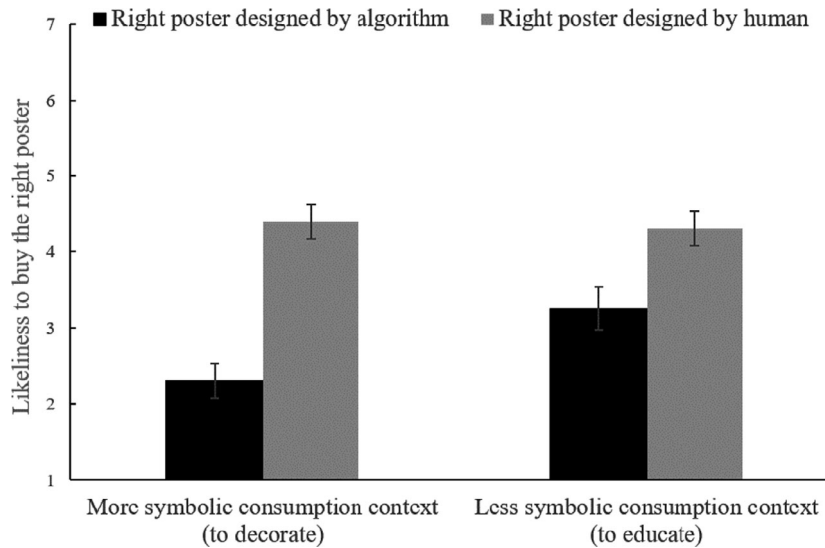 7
Right poster designed by algorithm
Right poster designed by human
6
5
4
3
2
1
Likeliness to buy the right poster
More symbolic consumption context
(to decorate)
Less symbolic consumption context
(to educate)